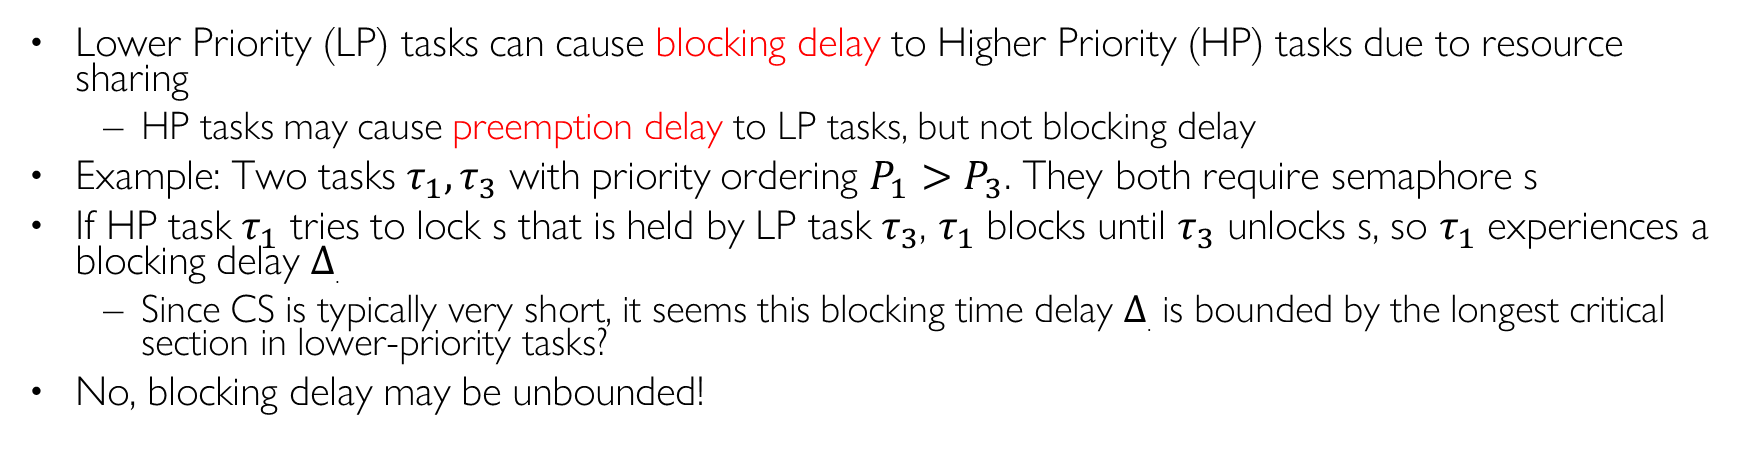 • Lower Priority (LP) tasks can cause blocking delay to Higher Priority (HP) tasks due to resource
sharing
– HP tasks may cause preemption delay to LP tasks, but not blocking delay
• Example: Two tasks τ₁, τ₃ with priority ordering P₁ > P₃. They both require semaphore s
• If HP task τ₁ tries to lock s that is held by LP task τ₃, τ₁ blocks until τ₃ unlocks s, so τ₁ experiences a
blocking delay Δ.
– Since CS is typically very short, it seems this blocking time delay Δ. is bounded by the longest critical
section in lower-priority tasks?
• No, blocking delay may be unbounded!